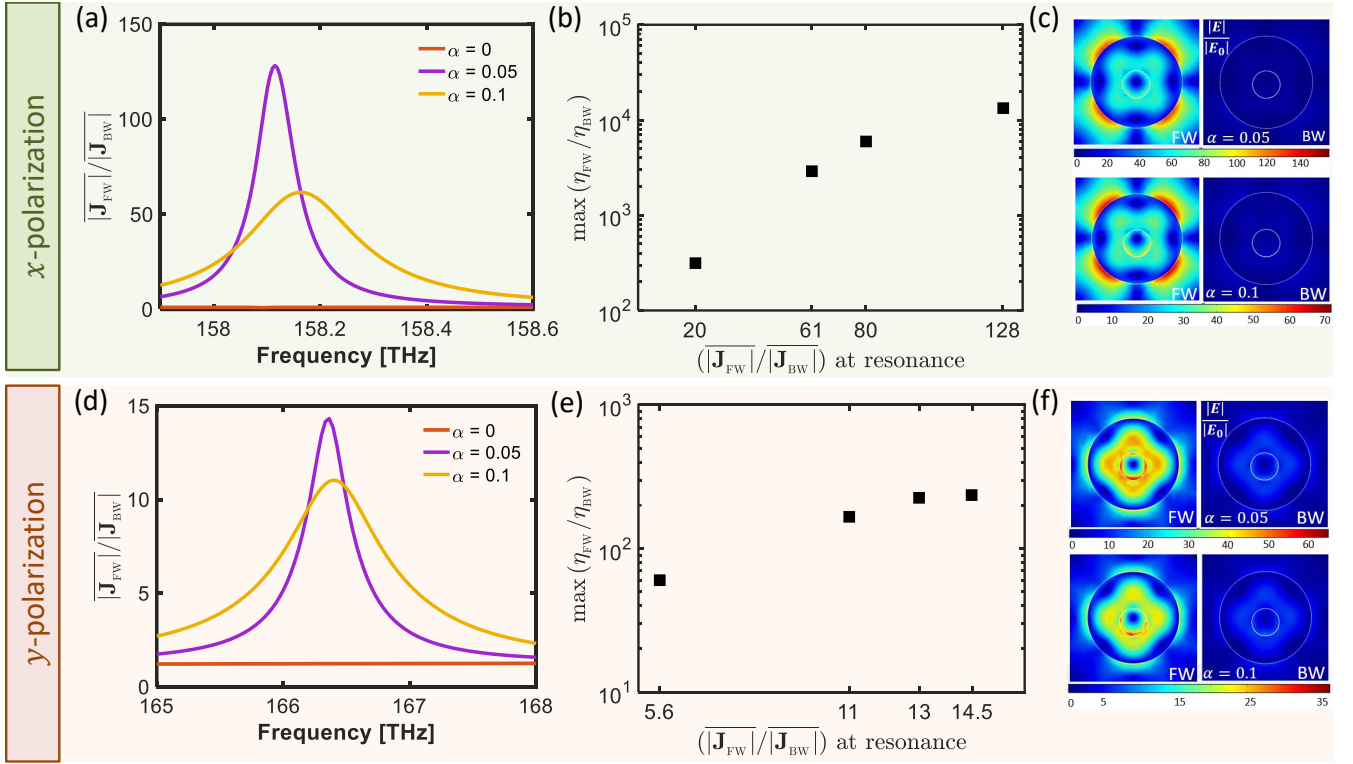 x-polarization
(a)
150
100
50
0
158
158.2
158.4
158.6
|J_FW|/|J_BW|
Frequency [THz]
α = 0
α = 0.05
α = 0.1
(b)
10^5
10^4
10^3
10^2
20
61
80
128
max (η_FW/η_BW)
(|J_FW|/|J_BW|) at resonance
(c)
|E|
|E_0|
FW
α = 0.05
BW
0 20 40 60 80 100 120 140
FW
α = 0.1
BW
0 10 20 30 40 50 60 70
y-polarization
(d)
15
10
5
0
165
166
167
168
|J_FW|/|J_BW|
Frequency [THz]
α = 0
α = 0.05
α = 0.1
(e)
10^3
10^2
10^1
5.6
11
13
14.5
max (η_FW/η_BW)
(|J_FW|/|J_BW|) at resonance
(f)
|E|
|E_0|
FW
α = 0.05
BW
0 10 20 30 40 50 60
FW
α = 0.1
BW
0 5 15 25 35